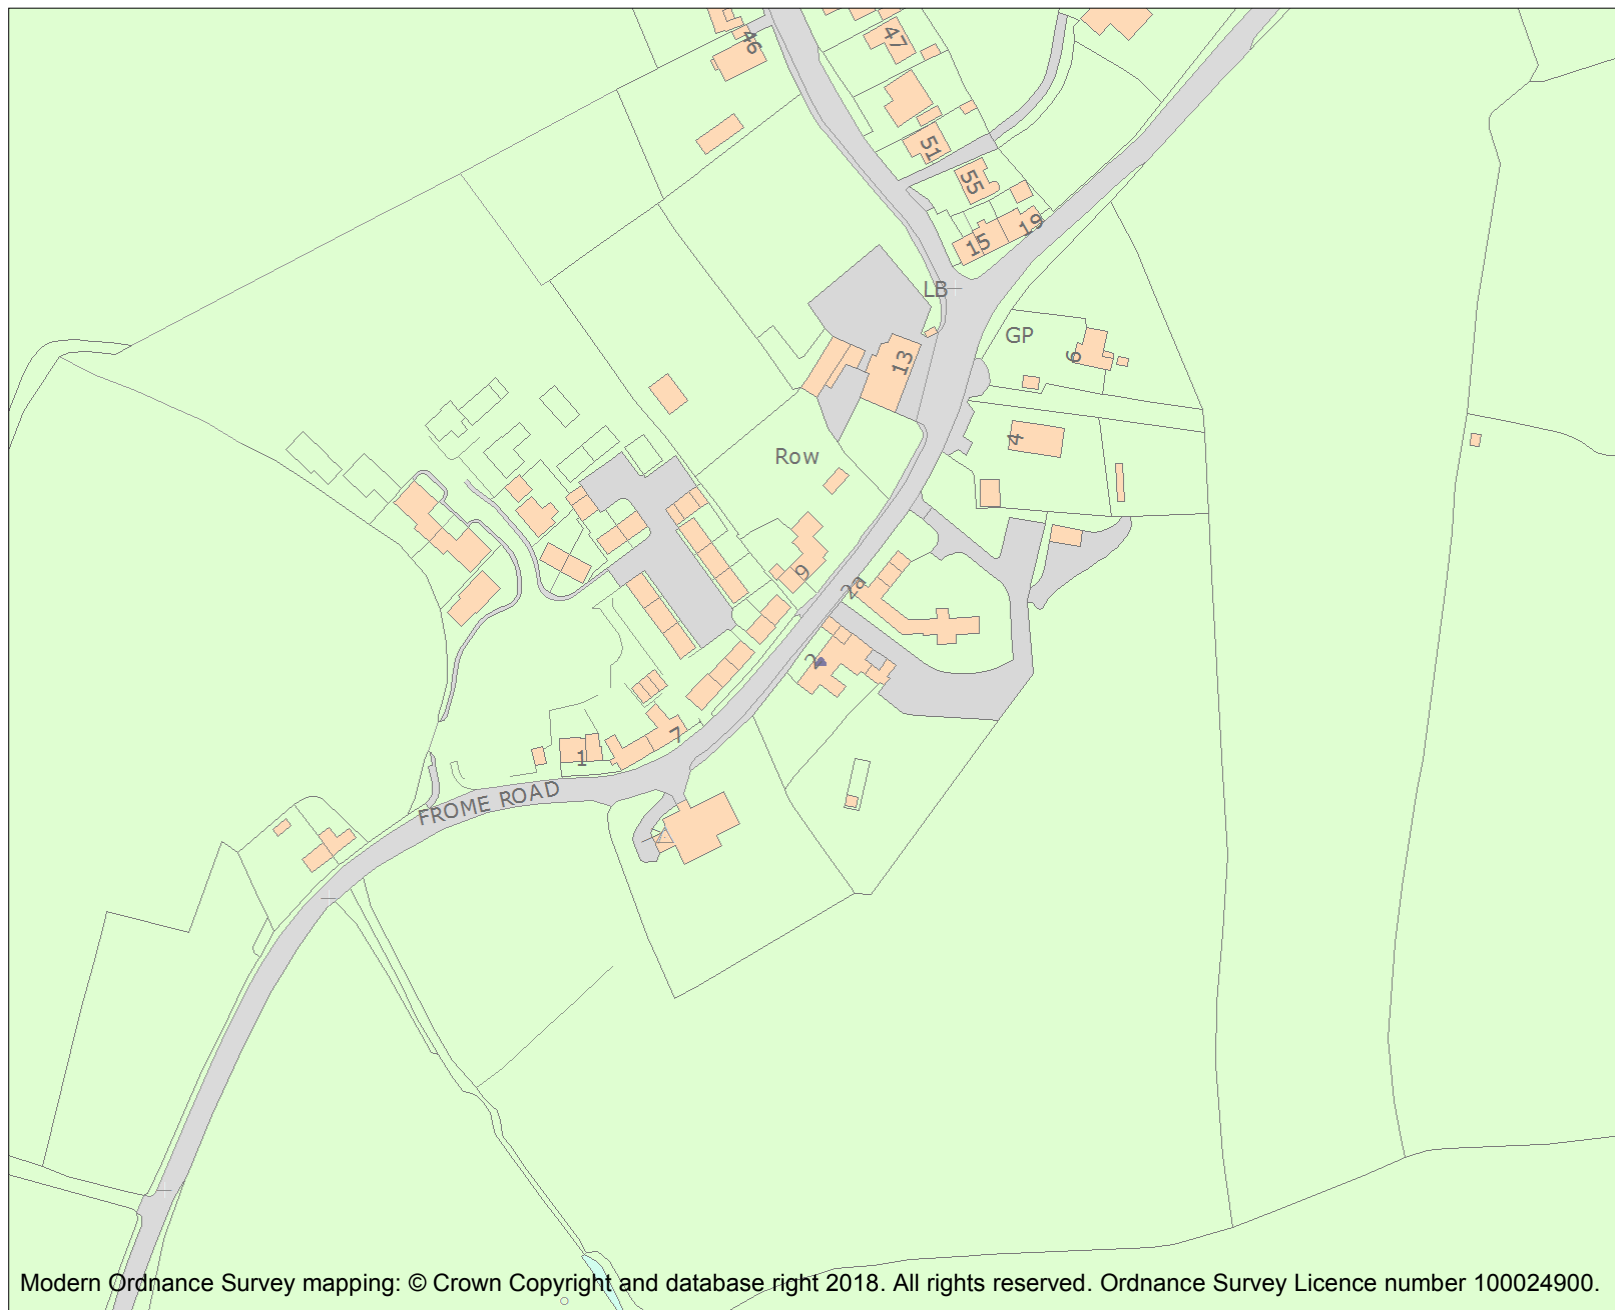 46
47
51
55
15
19
LB
GP
6
13
4
Row
9
2a
2
7
1
FROME ROAD
Modern Ordnance Survey mapping: © Crown Copyright and database right 2018. All rights reserved. Ordnance Survey Licence number 100024900.